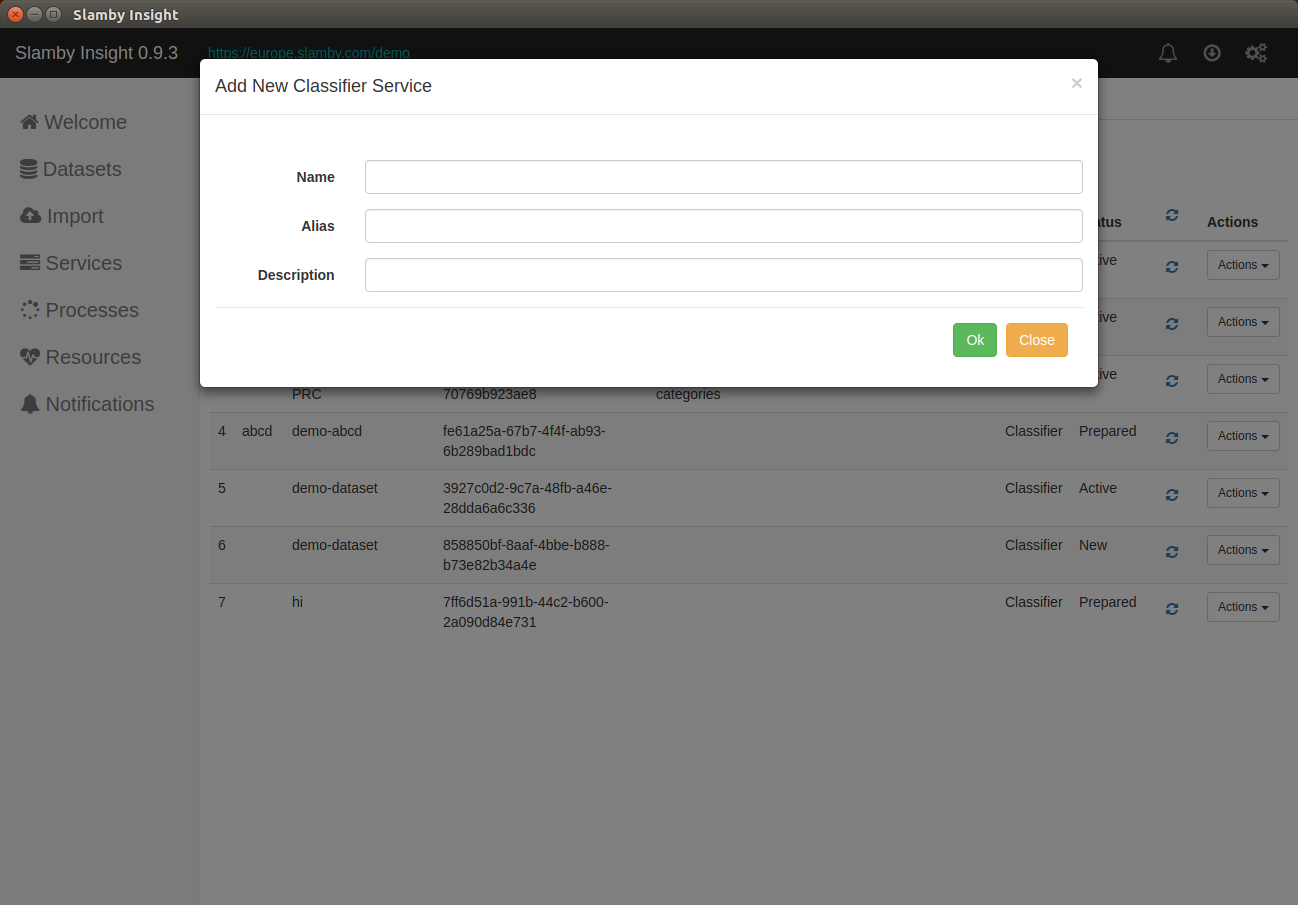 Slamby Insight
Slamby Insight 0.9.3 https://europe.slamby.com/demo
Add New Classifier Service ×
Welcome
Datasets
Import
Services
Processes
Resources
Notifications
Name
Alias
Description
Ok Close
Actions
Actions
Actions
Actions
PRC 70769b923ae8 categories
4 abcd demo-abcd fe61a25a-67b7-4f4f-ab93- Classifier Prepared Actions
6b289bad1bdc
5 demo-dataset 3927c0d2-9c7a-48fb-a46e- Classifier Active Actions
28dda6a6c336
6 demo-dataset 858850bf-8aaf-4bbe-b888- Classifier New Actions
b73e82b34a4e
7 hi 7ff6d51a-991b-44c2-b600- Classifier Prepared Actions
2a090d84e731